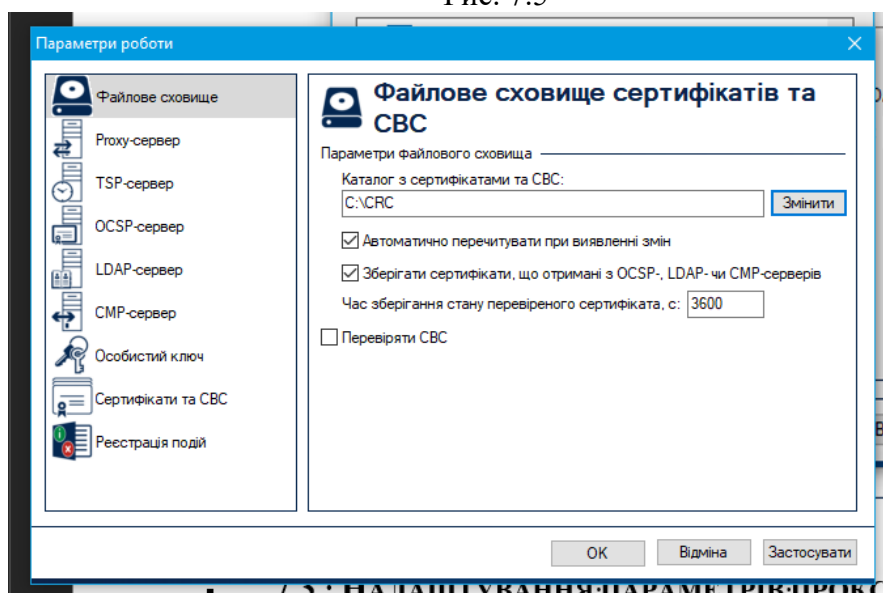 Рис. 7.3
Параметри роботи
Файлове сховище
Proxy-сервер
TSP-сервер
OCSP-сервер
LDAP-сервер
CMP-сервер
Особистий ключ
Сертифікати та СВС
Реєстрація подій
Файлове сховище сертифікатів та
СВС
Параметри файлового сховища
Каталог з сертифікатами та СВС:
C:\CRC
Змінити
Автоматично перечитувати при виявленні змін
Зберігати сертифікати, що отримані з OCSP-, LDAP- чи CMP-серверів
Час зберігання стану перевіреного сертифіката, с: 3600
Перевіряти СВС
OK
Відміна
Застосувати